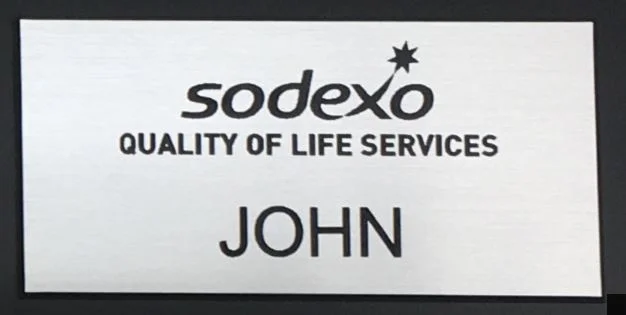 sodexo
QUALITY OF LIFE SERVICES
JOHN